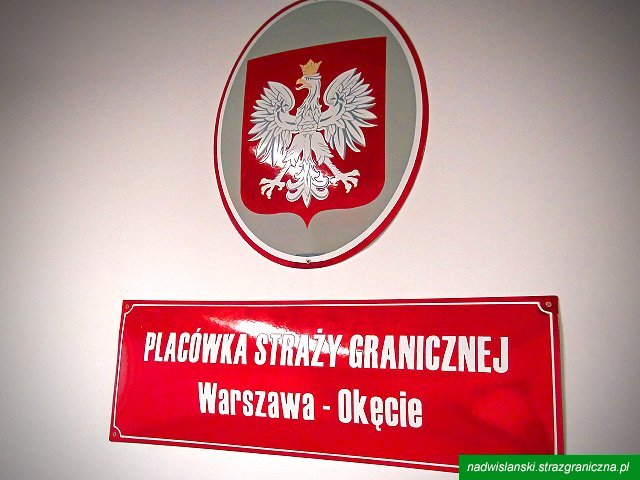 PLACÓWKA STRAŻY GRANICZNEJ
Warszawa - Okęcie
nadwislanski.strazgraniczna.pl